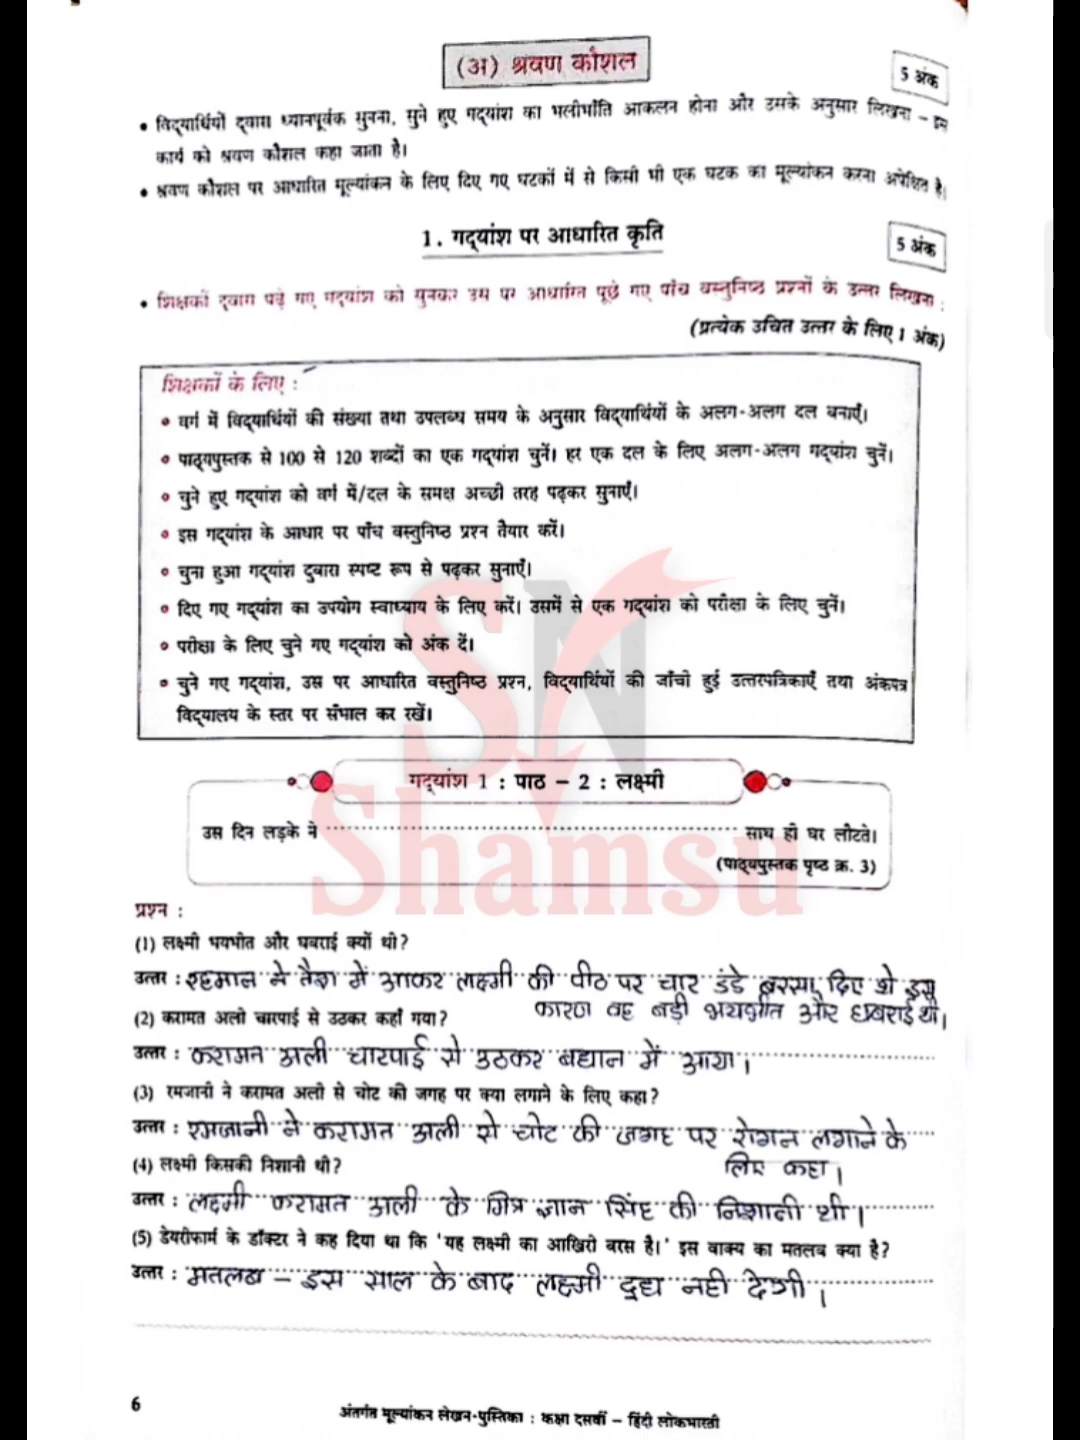 (अ) श्रवण कौशल
5 अंक
• विद्यार्थियों द्वारा ध्यानपूर्वक सुनना, सुने हुए गद्यांश का भलीभाँति आकलन होना और उसके अनुसार लिखना – इस
कार्य को श्रवण कौशल कहा जाता है।
• श्रवण कौशल पर आधारित मूल्यांकन के लिए दिए गए घटकों में से किसी भी एक घटक का मूल्यांकन करना अपेक्षित है।
1. गद्यांश पर आधारित कृति
5 अंक
• शिक्षकों द्वारा पढ़े गए गद्यांश को सुनकर उस पर आधारित पूछे गए पाँच वस्तुनिष्ठ प्रश्नों के उत्तर लिखना :
(प्रत्येक उचित उत्तर के लिए 1 अंक)
शिक्षकों के लिए :
• वर्ग में विद्यार्थियों की संख्या तथा उपलब्ध समय के अनुसार विद्यार्थियों के अलग-अलग दल बनाएँ।
• पाठ्यपुस्तक से 100 से 120 शब्दों का एक गद्यांश चुनें। हर एक दल के लिए अलग-अलग गद्यांश चुनें।
• चुने हुए गद्यांश को वर्ग में/दल के समक्ष अच्छी तरह पढ़कर सुनाएँ।
• इस गद्यांश के आधार पर पाँच वस्तुनिष्ठ प्रश्न तैयार करें।
• चुना हुआ गद्यांश दुबारा स्पष्ट रूप से पढ़कर सुनाएँ।
• दिए गए गद्यांश का उपयोग स्वाध्याय के लिए करें। उसमें से एक गद्यांश को परीक्षा के लिए चुनें।
• परीक्षा के लिए चुने गए गद्यांश को अंक दें।
• चुने गए गद्यांश, उस पर आधारित वस्तुनिष्ठ प्रश्न, विद्यार्थियों की जाँची हुई उत्तरपत्रिकाएँ तथा अंकपत्र
विद्यालय के स्तर पर सँभाल कर रखें।
SN
Shamsu
गद्यांश 1 : पाठ – 2 : लक्ष्मी
उस दिन लड़के ने ........ साथ ही घर लौटते।
(पाठ्यपुस्तक पृष्ठ क्र. 3)
प्रश्न :
(1) लक्ष्मी भयभीत और घबराई क्यों थी?
उत्तर : रहमान ने तैश में आकर लक्ष्मी की पीठ पर चार डंडे बरसा दिए थे इस
कारण वह बड़ी भयभीत और घबराई थी।
(2) करामत अली चारपाई से उठकर कहाँ गया?
उत्तर : करामत अली चारपाई से उठकर बथान में आया।
(3) रमजानी ने करामत अली से चोट की जगह पर क्या लगाने के लिए कहा?
उत्तर : रमजानी ने करामत अली से चोट की जगह पर रोगन लगाने के
लिए कहा।
(4) लक्ष्मी किसकी निशानी थी?
उत्तर : लक्ष्मी करामत अली के मित्र ज्ञान सिंह की निशानी थी।
(5) डेयरीफार्म के डॉक्टर ने कह दिया था कि 'यह लक्ष्मी का आखिरी बरस है।' इस वाक्य का मतलब क्या है?
उत्तर : मतलब – इस साल के बाद लक्ष्मी दूध नही देगी।
6
अंतर्गत मूल्यांकन लेखन-पुस्तिका : कक्षा दसवीं – हिंदी लोकभारती